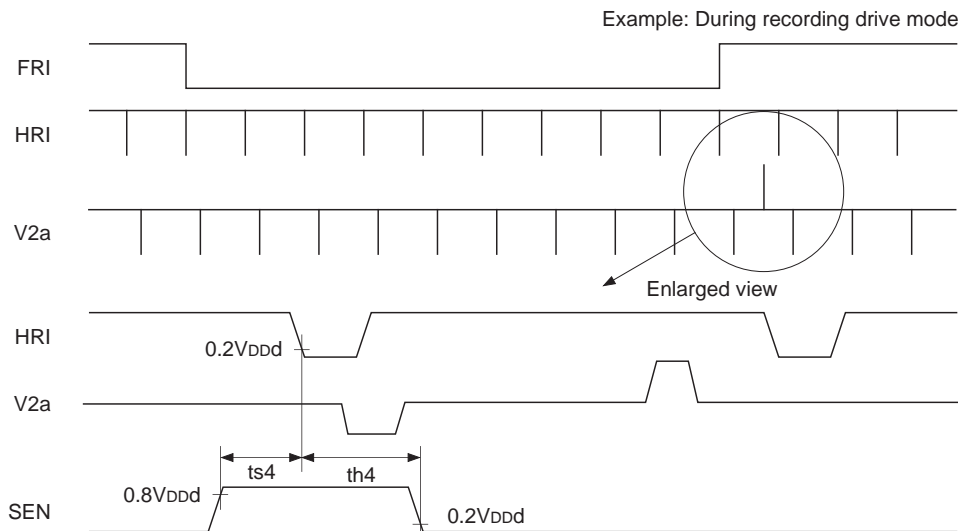 Example: During recording drive mode
FRI
HRI
V2a
Enlarged view
HRI
0.2VDDd
V2a
ts4 th4
0.8VDDd
0.2VDDd
SEN